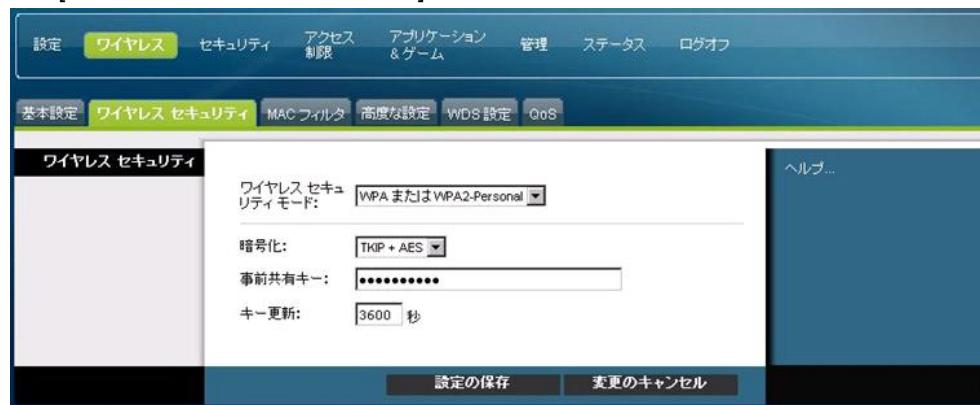 設定 ワイヤレス セキュリティ アクセス制限 アプリケーション&ゲーム 管理 ステータス ログオフ
基本設定 ワイヤレス セキュリティ MAC フィルタ 高度な設定 WDS 設定 QoS
ワイヤレス セキュリティ
ヘルプ...
ワイヤレス セキュ
リティ モード: WPA または WPA2-Personal
暗号化: TKIP + AES
事前共有キー: ●●●●●●●●●●
キー更新: 3600 秒
設定の保存 変更のキャンセル